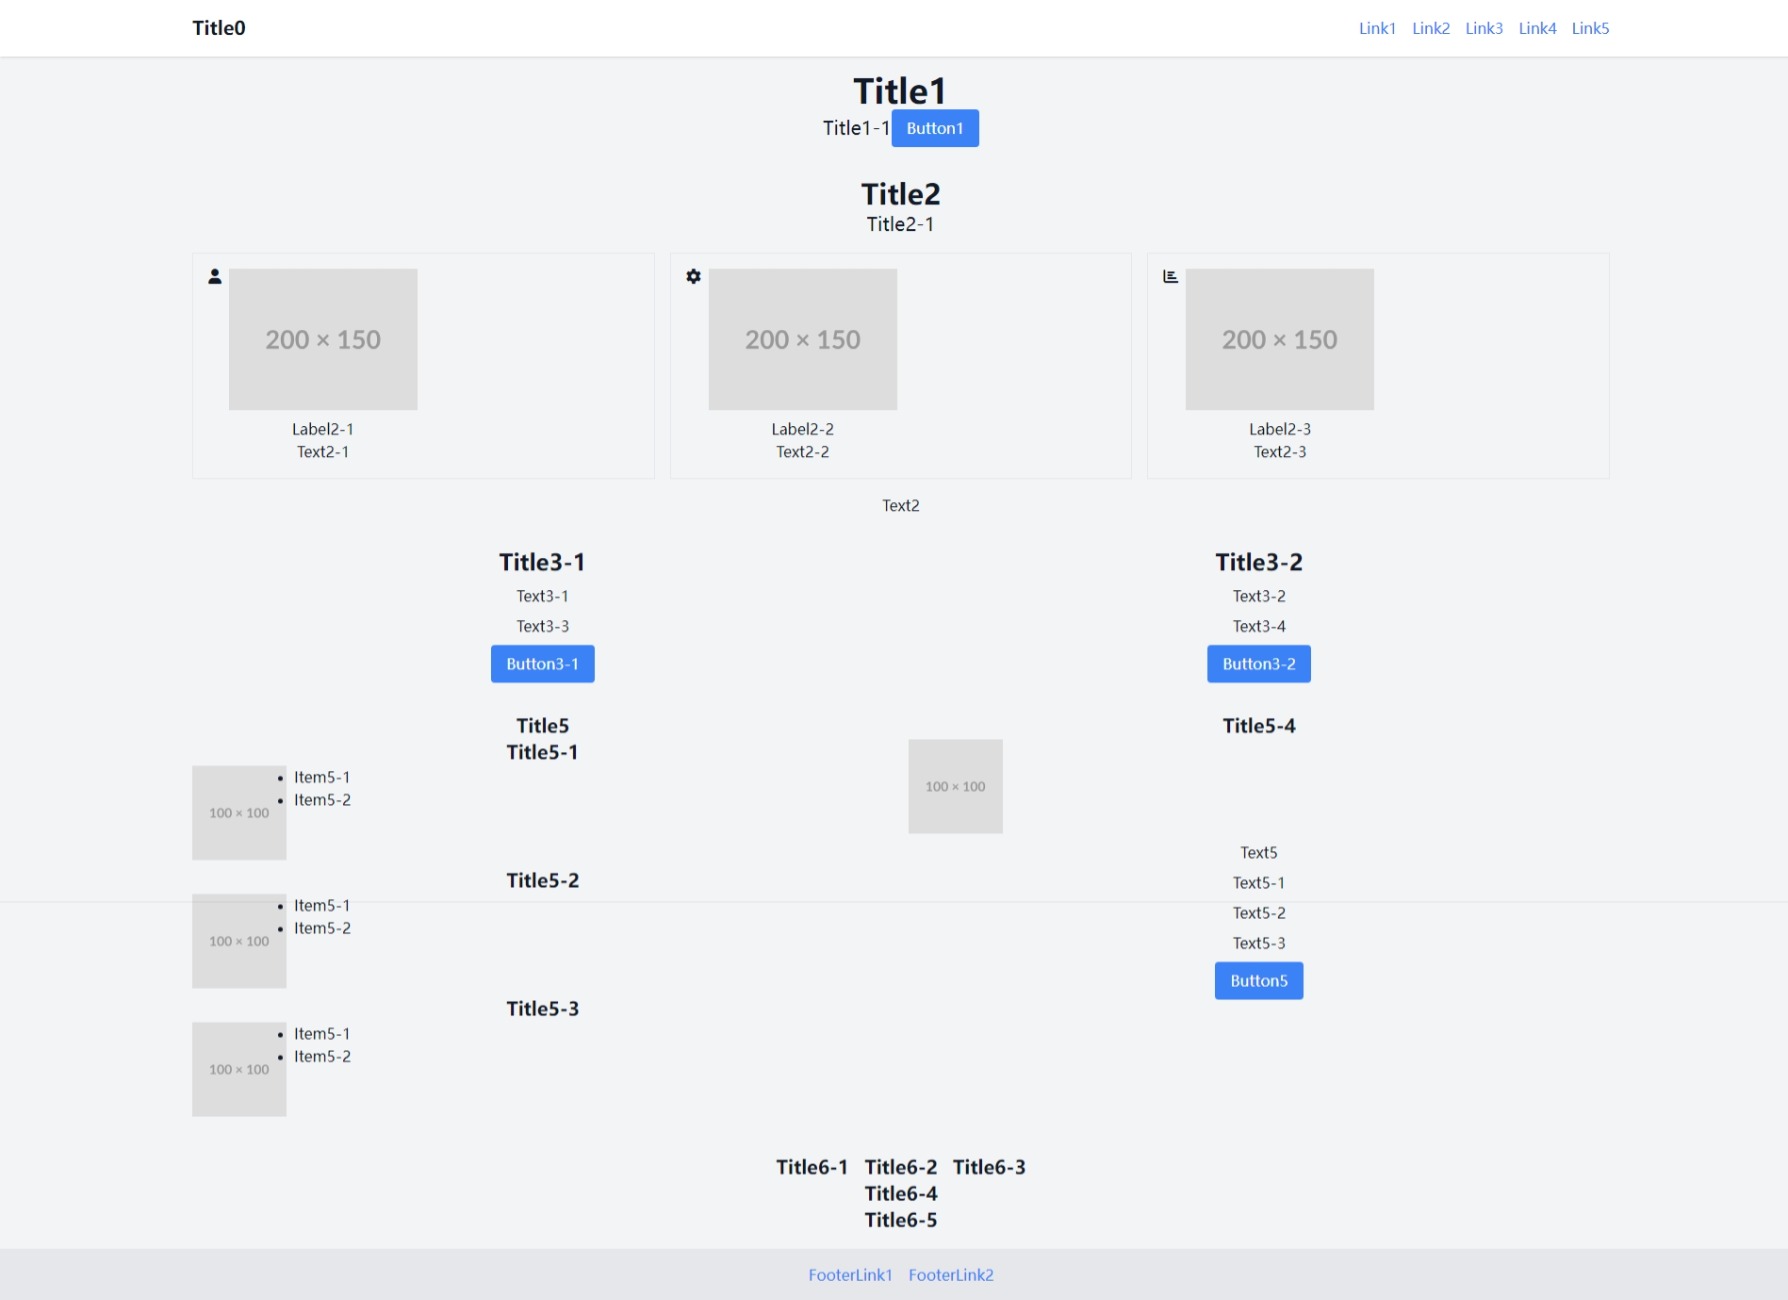 Title0
Link1 Link2 Link3 Link4 Link5
Title1
Title1-1 Button1
Title2
Title2-1
200 × 150
Label2-1
Text2-1
200 × 150
Label2-2
Text2-2
200 × 150
Label2-3
Text2-3
Text2
Title3-1
Text3-1
Text3-3
Button3-1
Title3-2
Text3-2
Text3-4
Button3-2
Title5
Title5-1
100 × 100
Item5-1
Item5-2
Title5-2
100 × 100
Item5-1
Item5-2
Title5-3
100 × 100
Item5-1
Item5-2
Title5-4
100 × 100
Text5
Text5-1
Text5-2
Text5-3
Button5
Title6-1 Title6-2 Title6-3
Title6-4
Title6-5
FooterLink1 FooterLink2